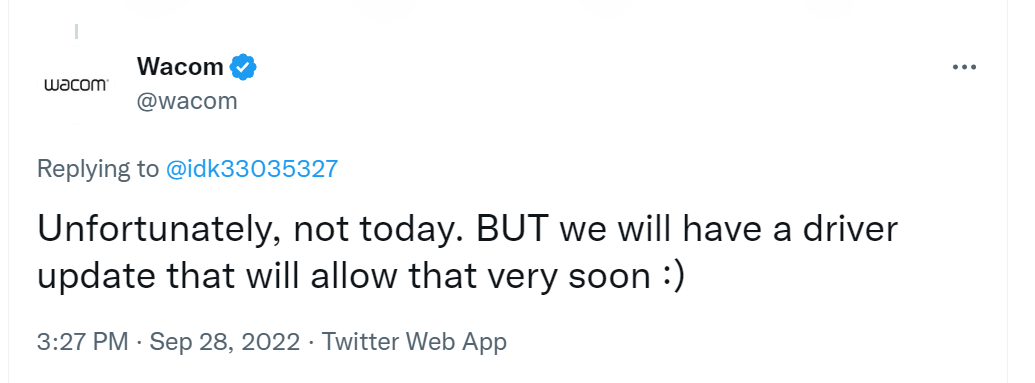 Wacom
wacom
@wacom
Replying to @idk33035327
Unfortunately, not today. BUT we will have a driver
update that will allow that very soon :)
3:27 PM · Sep 28, 2022 · Twitter Web App